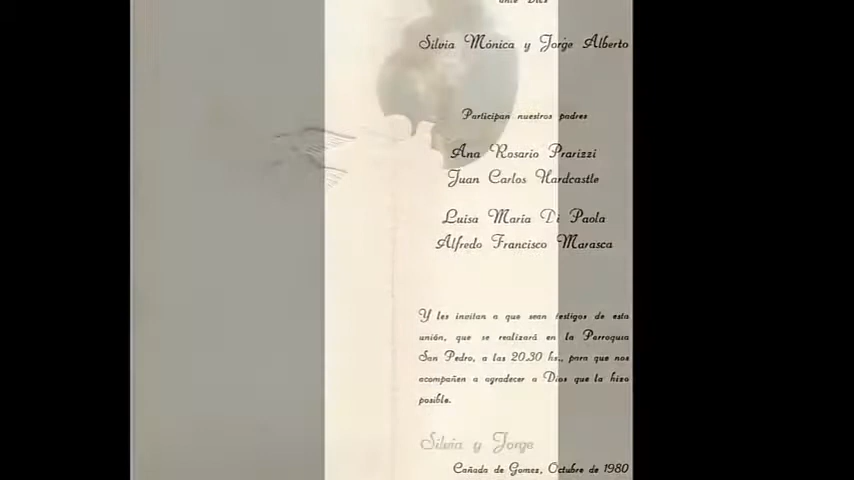 ante Dios
Silvia Mónica y Jorge Alberto
Participan nuestros padres
Ana Rosario Prarizzi
Juan Carlos Hardcastle
Luisa María Di Paola
Alfredo Francisco Marasca
Y les invitan a que sean testigos de esta
unión, que se realizará en la Parroquia
San Pedro, a las 20,30 hs., para que nos
acompañen a agradecer a Dios que la hizo
posible.
Silvia y Jorge
Cañada de Gomez, Octubre de 1980